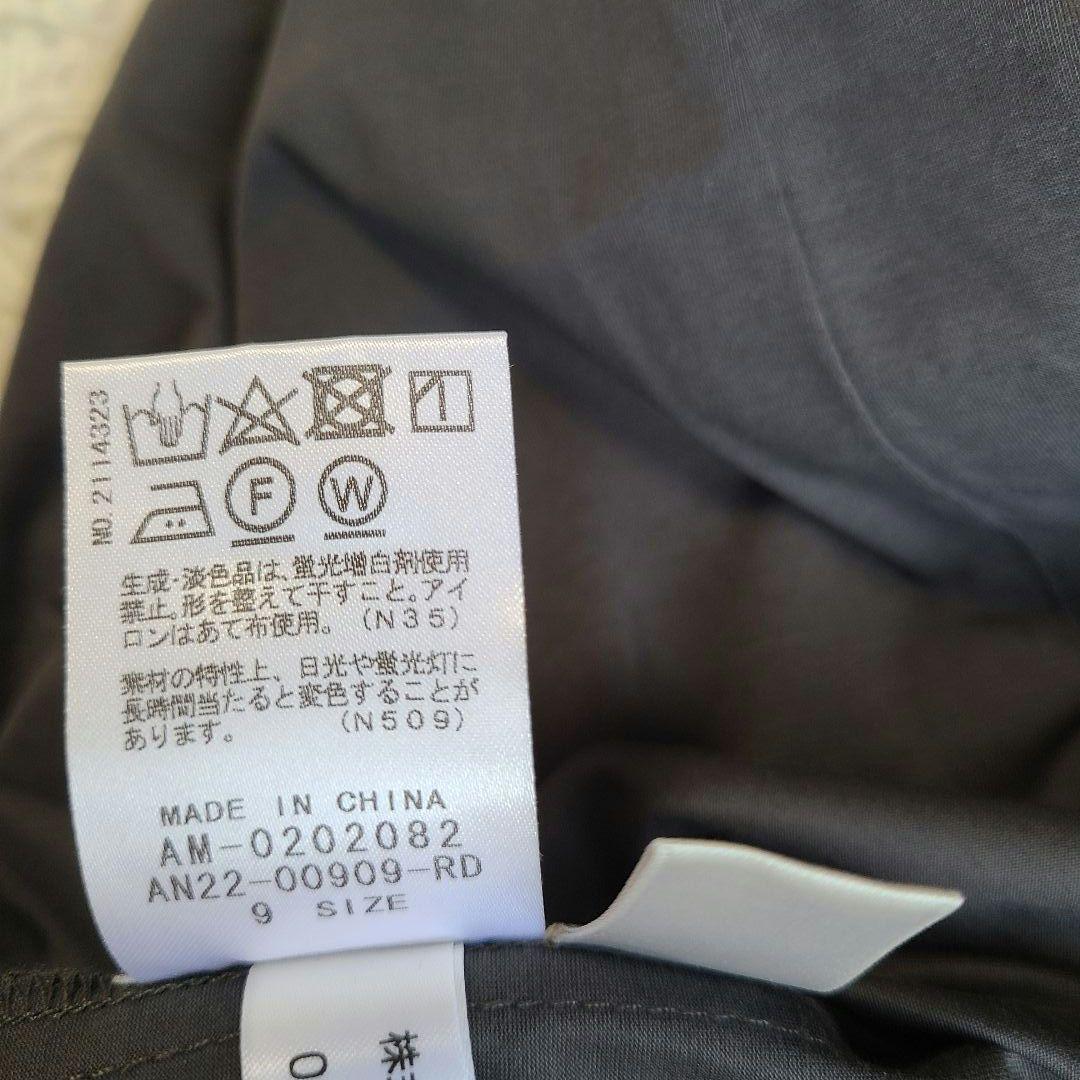 NO.2114323
F W
生成・淡色品は、蛍光増白剤使用
禁止。形を整えて干すこと。アイ
ロンはあて布使用。(N35)
素材の特性上、日光や蛍光灯に
長時間当たると変色することが
あります。(N509)
MADE IN CHINA
AM-0202082
AN22-00909-RD
9 SIZE
株
0